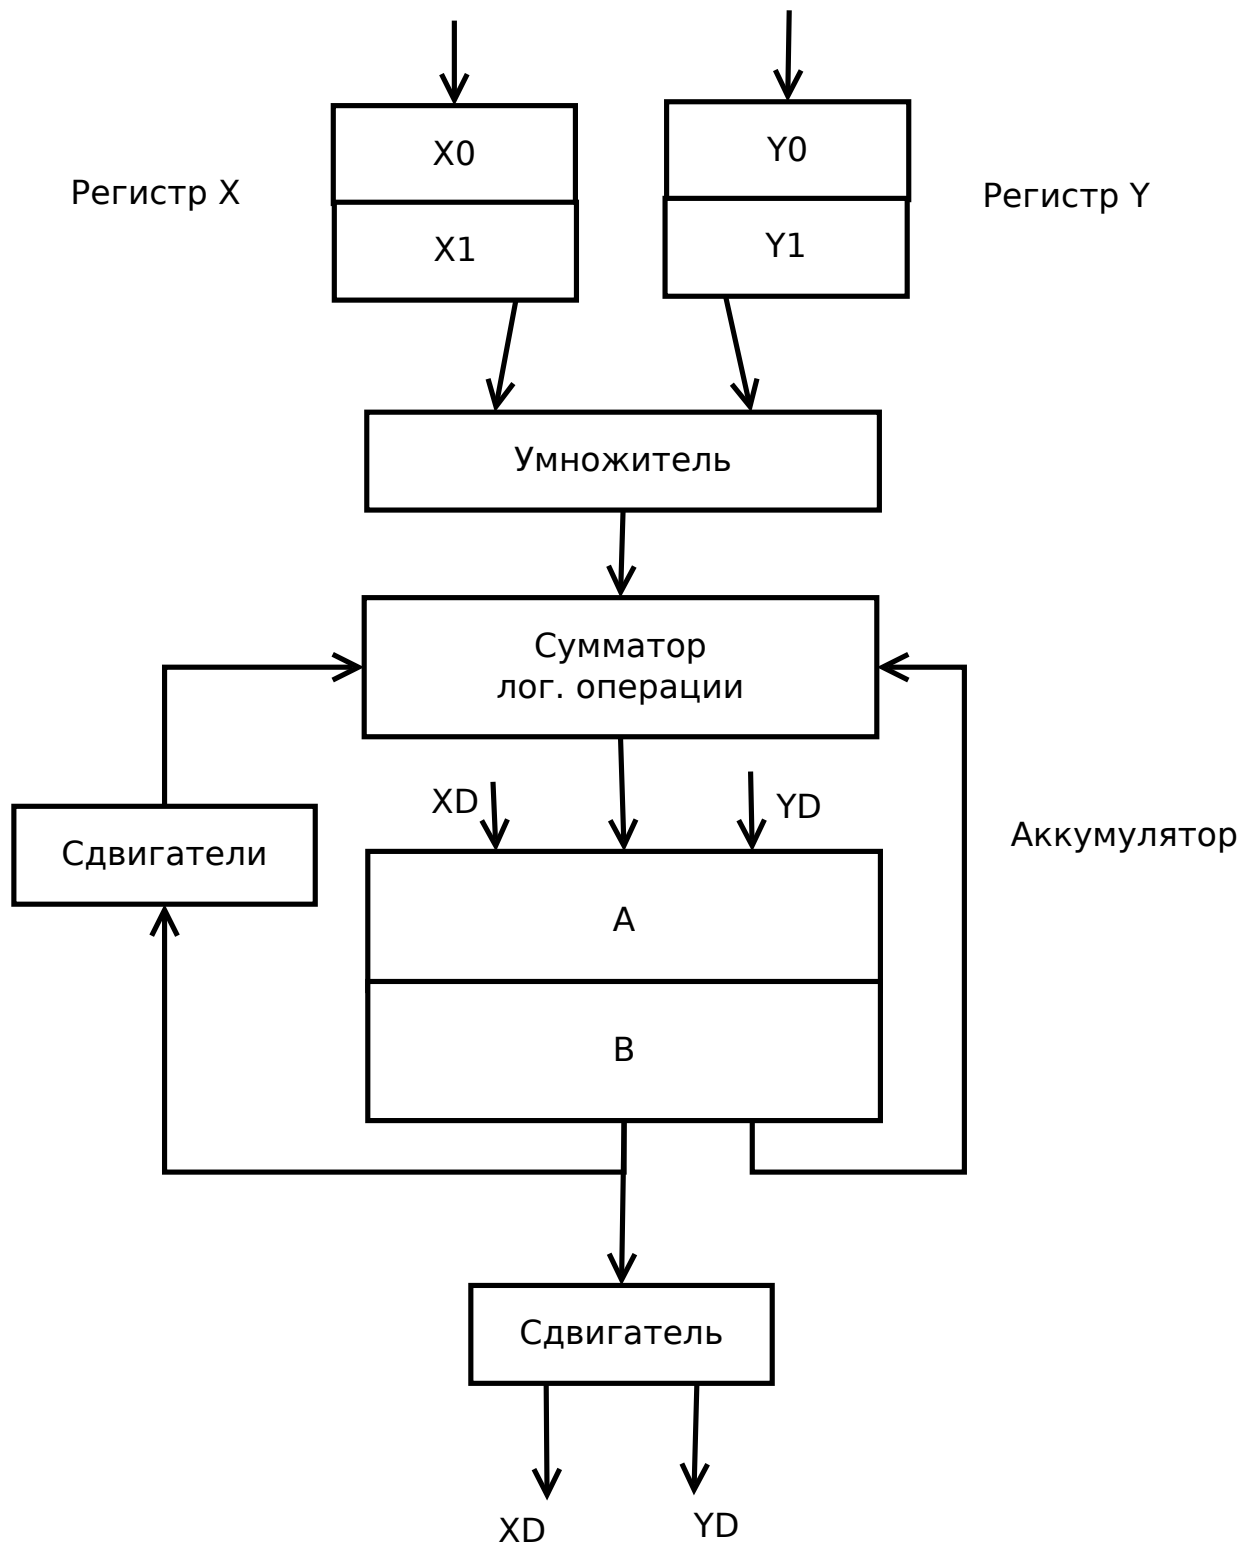 X0
Y0
Регистр X
Регистр Y
X1
Y1
Умножитель
Сумматор
лог. операции
XD
YD
Аккумулятор
Сдвигатели
A
B
Сдвигатель
XD
YD